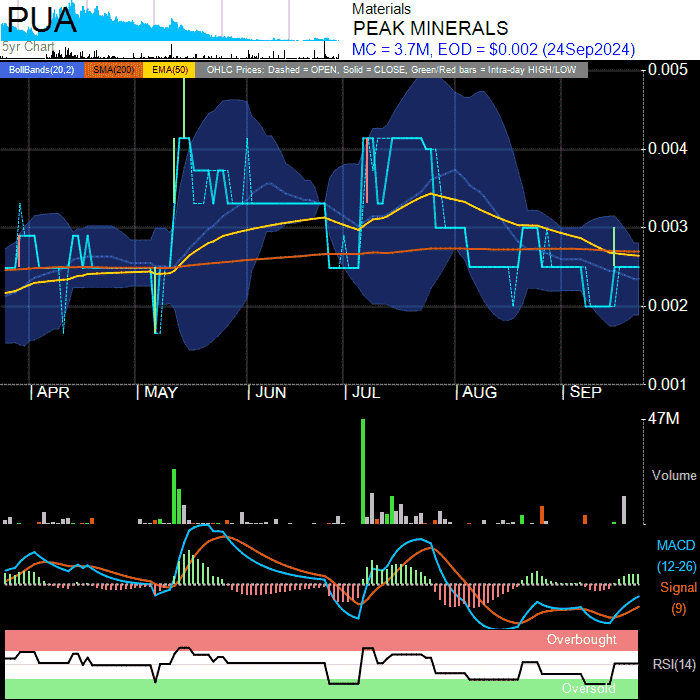 PUA
5yr Chart
Materials
PEAK MINERALS
MC = 3.7M, EOD = $0.002 (24Sep2024)
BollBands(20,2) SMA(200) EMA(50) OHLC Prices: Dashed = OPEN, Solid = CLOSE, Green/Red bars = Intra-day HIGH/LOW
0.005
0.004
0.003
0.002
0.001
APR MAY JUN JUL AUG SEP
47M
Volume
MACD
(12-26)
Signal
(9)
Overbought
RSI(14)
Oversold